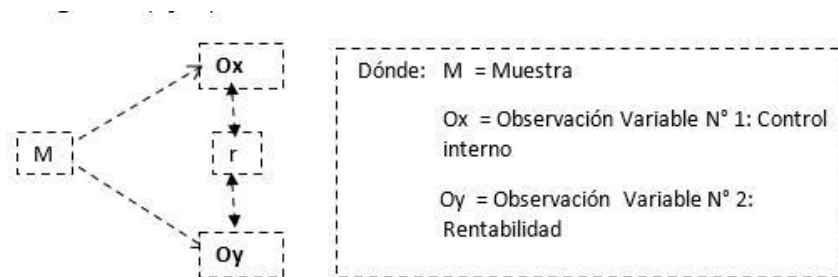 Ox
M
r
Oy
Dónde: M = Muestra
Ox = Observación Variable N° 1: Control
interno
Oy = Observación Variable N° 2:
Rentabilidad